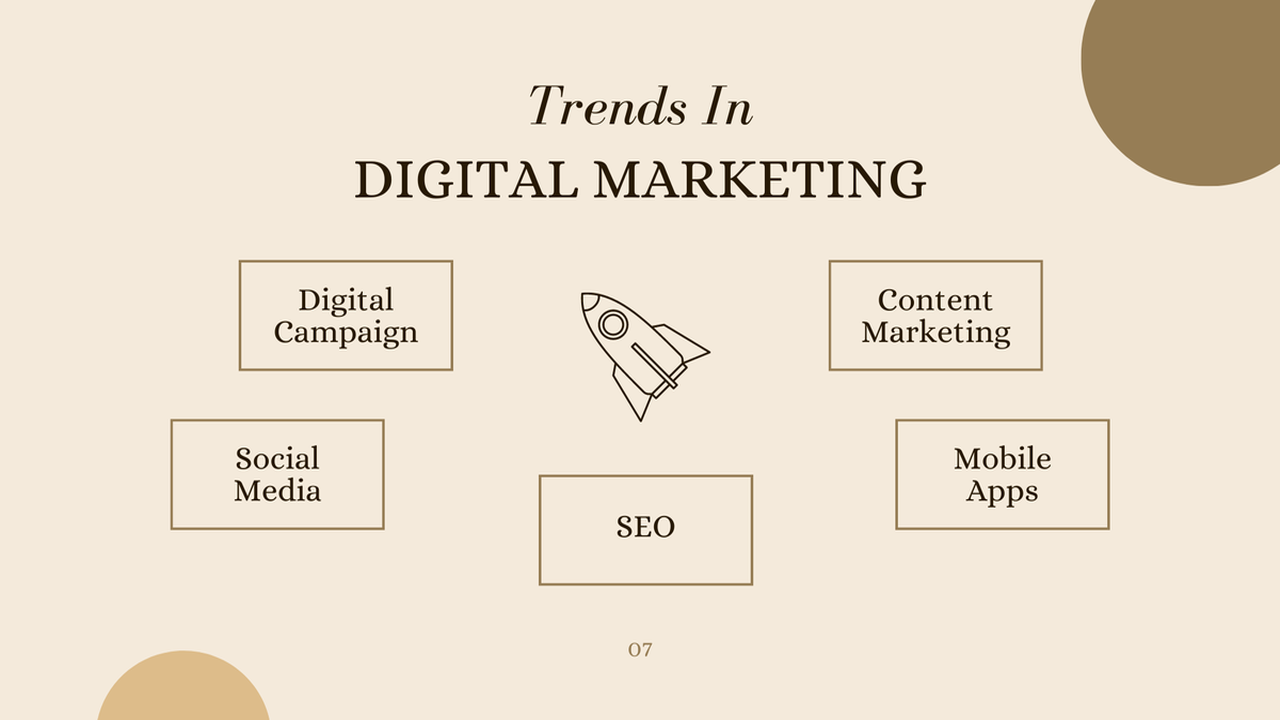 Trends In
DIGITAL MARKETING
Digital
Campaign
Content
Marketing
Social
Media
Mobile
Apps
SEO
07